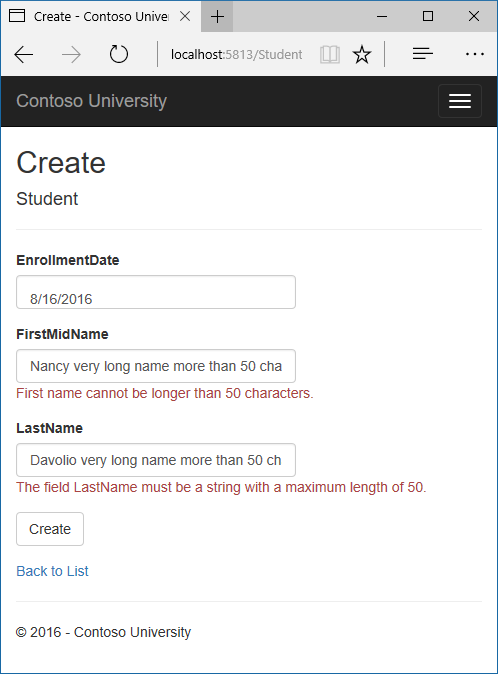 Create - Contoso Univer
localhost:5813/Student
Contoso University
Create
Student
EnrollmentDate
8/16/2016
FirstMidName
Nancy very long name more than 50 cha
First name cannot be longer than 50 characters.
LastName
Davolio very long name more than 50 ch
The field LastName must be a string with a maximum length of 50.
Create
Back to List
© 2016 - Contoso University